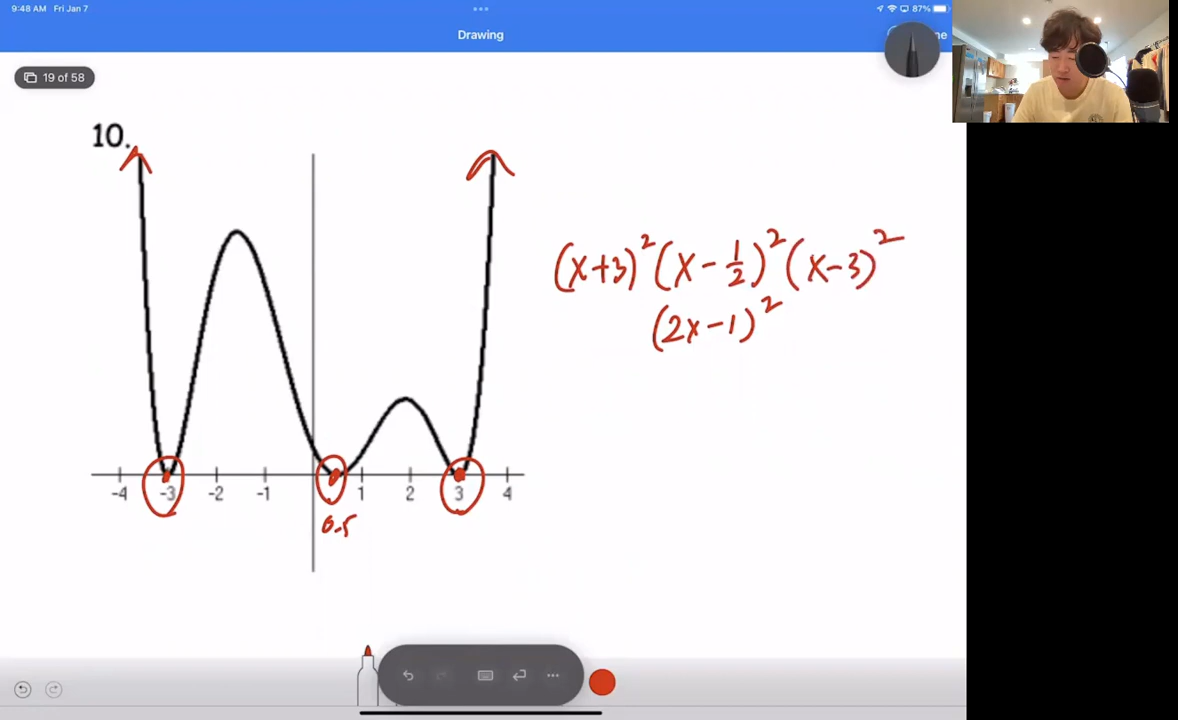 9:48 AM Fri Jan 7
87%
Drawing
19 of 58
10.
(x+3)²(x-½)²(x-3)²
(2x-1)²
-4 -3 -2 -1 1 2 3 4
0.5